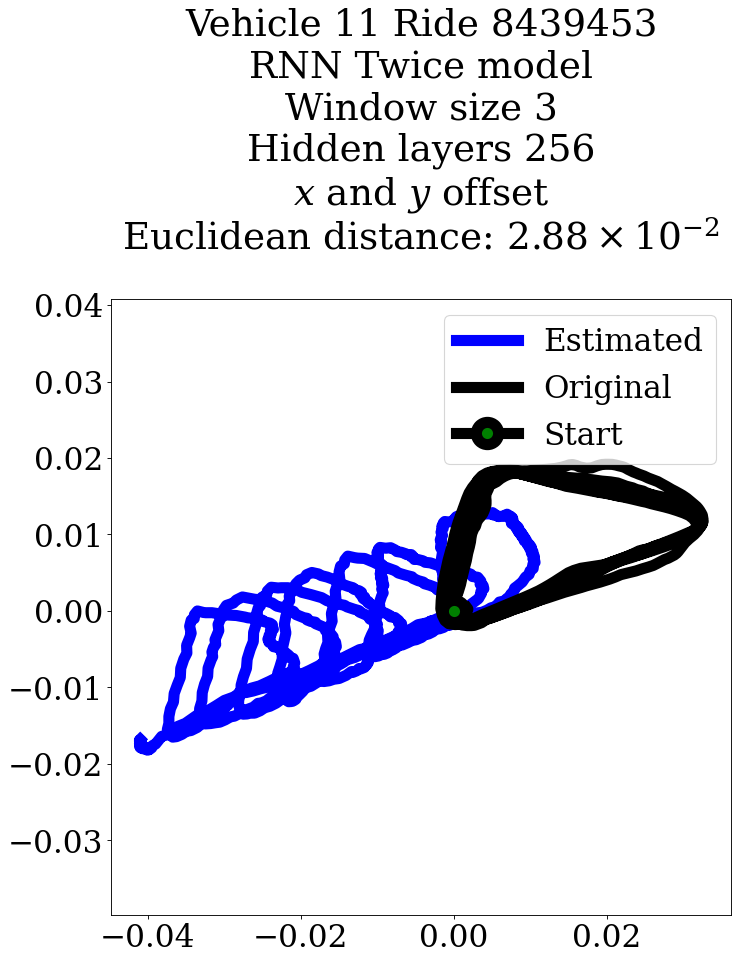 Vehicle 11 Ride 8439453
RNN Twice model
Window size 3
Hidden layers 256
x and y offset
Euclidean distance: 2.88 × 10⁻²
0.04
0.03
0.02
0.01
0.00
−0.01
−0.02
−0.03
Estimated
Original
Start
−0.04 −0.02 0.00 0.02